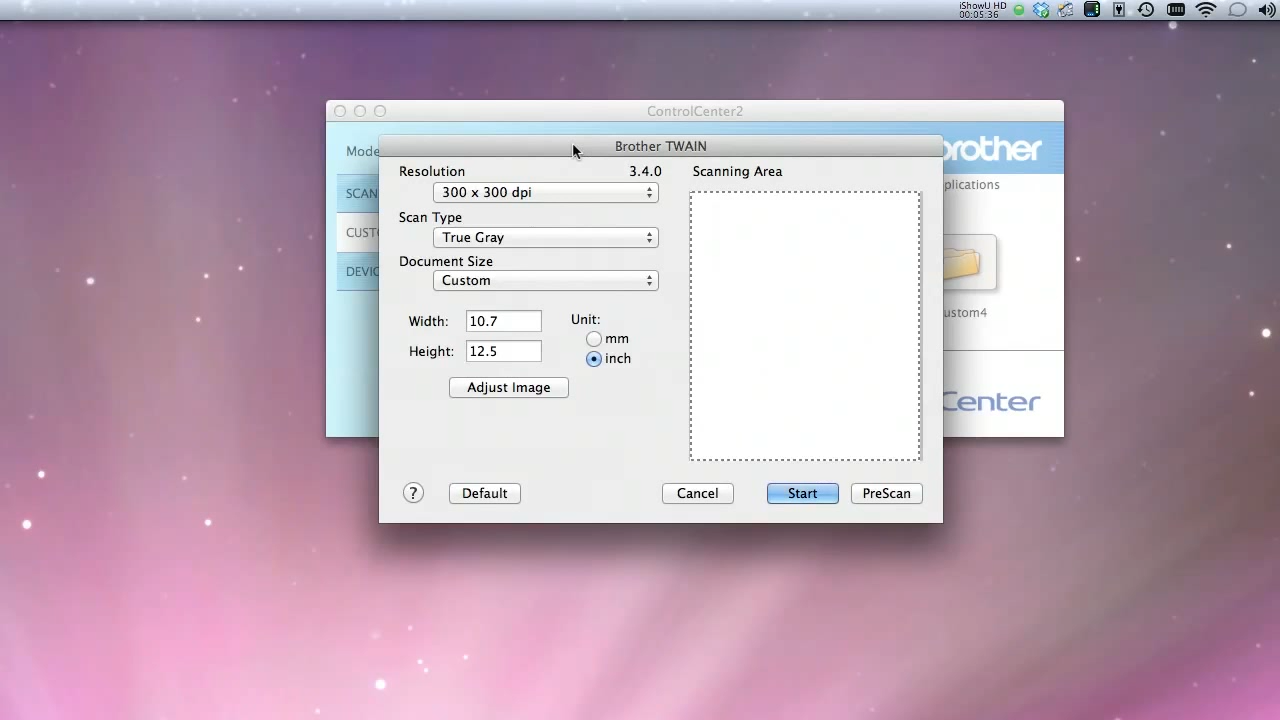 iShowU HD
00:05:36
ControlCenter2
Brother TWAIN
Resolution 3.4.0
300 x 300 dpi
Scan Type
True Gray
Document Size
Custom
Width: 10.7
Height: 12.5
Unit:
mm
inch
Adjust Image
Scanning Area
? Default Cancel Start PreScan
Mode
SCAN
CUST
DEVIC
brother
plications
ustom4
Center